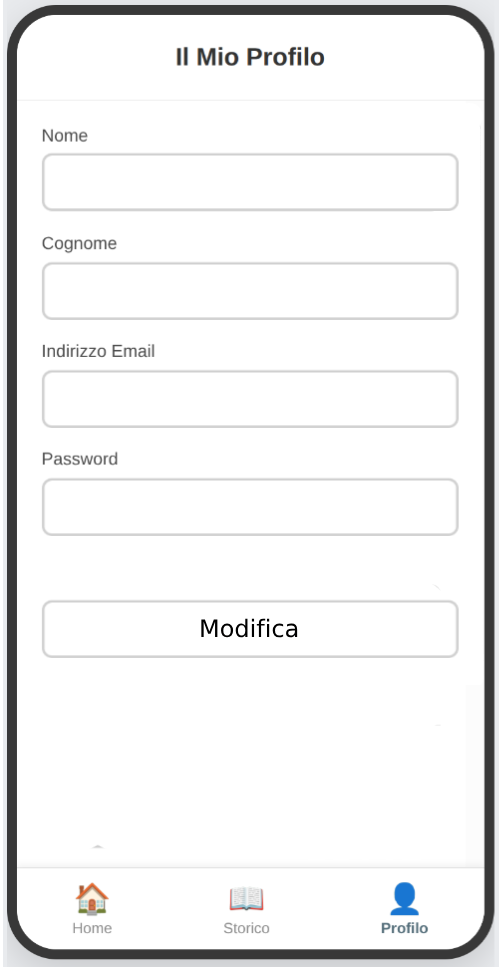 Il Mio Profilo
Nome
Cognome
Indirizzo Email
Password
Modifica
Home
Storico
Profilo